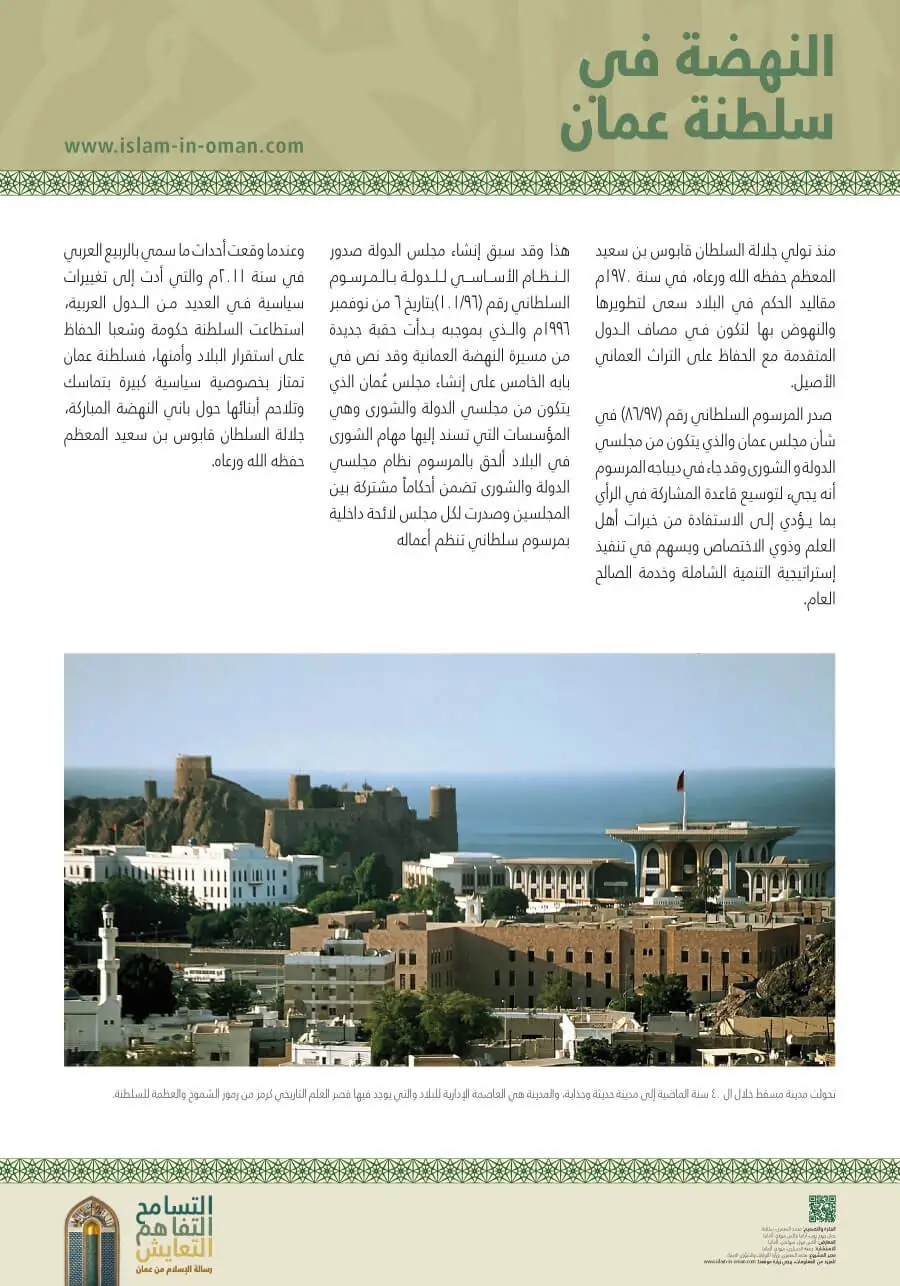 النهضة في
سلطنة عمان
www.islam-in-oman.com
منذ تولي جلالة السلطان قابوس بن سعيد
المعظم حفظه الله ورعاه، في سنة ١٩٧٠م
مقاليد الحكم في البلاد سعى لتطويرها
والنهوض بها لتكون في مصاف الدول
المتقدمة مع الحفاظ على التراث العماني
الأصيل.
صدر المرسوم السلطاني رقم (٨٦/٩٧) في
شأن مجلس عمان والذي يتكون من مجلسي
الدولة و الشورى وقد جاء في ديباجه المرسوم
أنه يجيء لتوسيع قاعدة المشاركة في الرأي
بما يؤدي إلى الاستفادة من خبرات أهل
العلم وذوي الاختصاص ويسهم في تنفيذ
إستراتيجية التنمية الشاملة وخدمة الصالح
العام.
هذا وقد سبق إنشاء مجلس الدولة صدور
النظام الأساسي للدولة بالمرسوم
السلطاني رقم (١٠١/٩٦)بتاريخ ٦ من نوفمبر
١٩٩٦م والذي بموجبه بدأت حقبة جديدة
من مسيرة النهضة العمانية وقد نص في
بابه الخامس على إنشاء مجلس عُمان الذي
يتكون من مجلسي الدولة والشورى وهي
المؤسسات التي تسند إليها مهام الشورى
في البلاد ألحق بالمرسوم نظام مجلسي
الدولة والشورى تضمن أحكاماً مشتركة بين
المجلسين وصدرت لكل مجلس لائحة داخلية
بمرسوم سلطاني تنظم أعماله
وعندما وقعت أحداث ما سمي بالربيع العربي
في سنة ٢٠١١م والتي أدت إلى تغييرات
سياسية في العديد من الدول العربية،
استطاعت السلطنة حكومة وشعبا الحفاظ
على استقرار البلاد وأمنها، فسلطنة عمان
تمتاز بخصوصية سياسية كبيرة بتماسك
وتلاحم أبنائها حول باني النهضة المباركة،
جلالة السلطان قابوس بن سعيد المعظم
حفظه الله ورعاه.
تحولت مدينة مسقط خلال ال ٤٠ سنة الماضية إلى مدينة حديثة وجذابة، والمدينة هي العاصمة الإدارية للبلاد والتي يوجد فيها قصر العلم التاريخي كرمز من رموز الشموخ والعظمة للسلطنة.
التسامح
التفاهم
التعايش
رسالة الإسلام من عمان
للمزيد من المعلومات، يرجى زيارة موقعنا: www.islam-in-oman.com